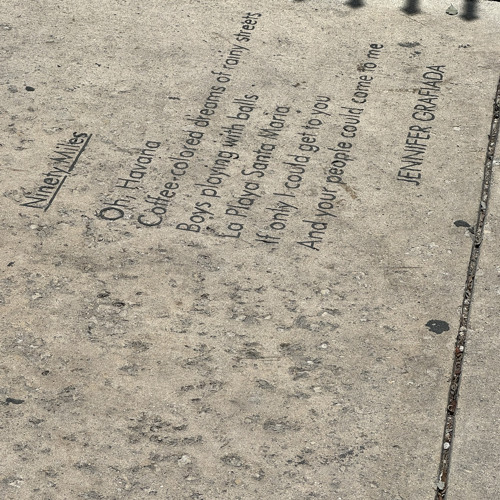 Ninety Miles
Oh, Havana
Coffee-colored dreams of rainy streets
Boys playing with balls
La Playa Santa Maria
If only I could get to you
And your people could come to me
JENNIFER GRAFIADA